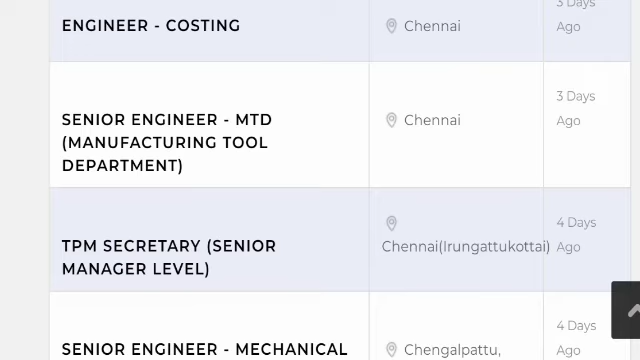 3 Days
ENGINEER - COSTING
Chennai
Ago
3 Days
SENIOR ENGINEER - MTD
Chennai
Ago
(MANUFACTURING TOOL
DEPARTMENT)
4 Days
TPM SECRETARY (SENIOR
Chennai(Irungattukottai)
Ago
MANAGER LEVEL)
4 Days
SENIOR ENGINEER - MECHANICAL
Chengalpattu,
Ago